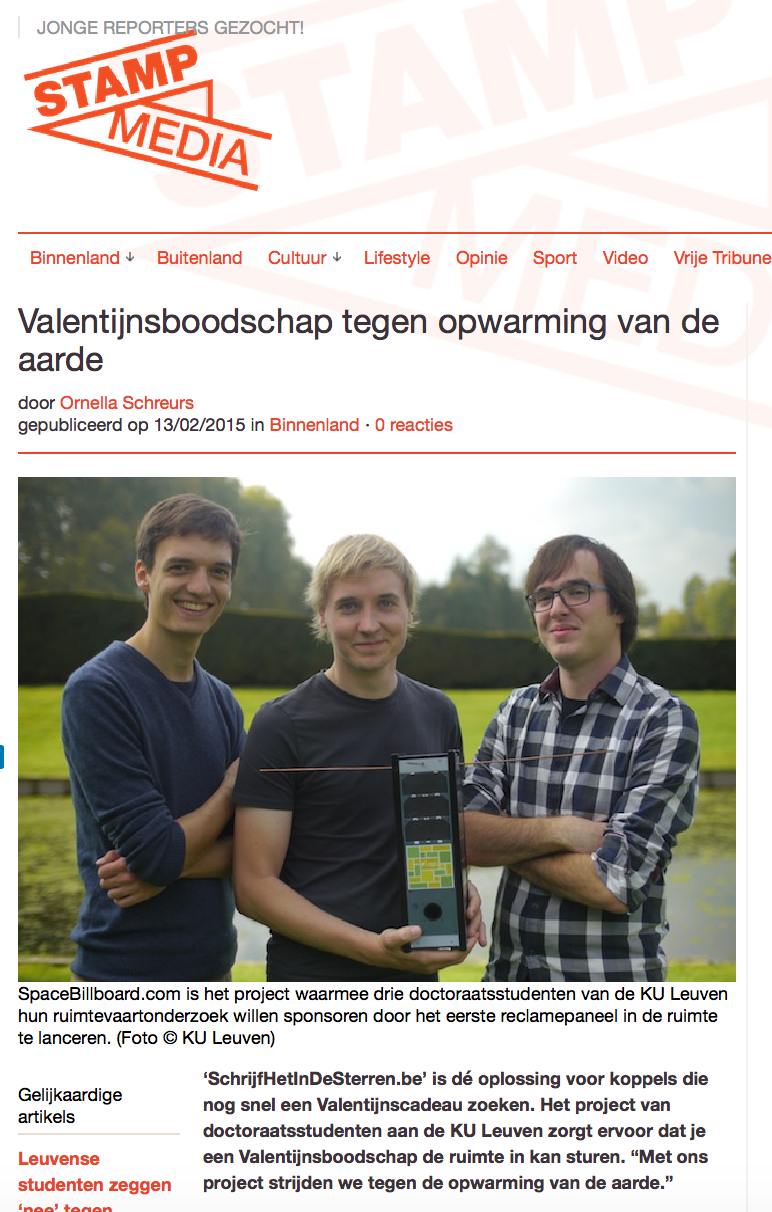 JONGE REPORTERS GEZOCHT!
STAMP
MEDIA
STAMP
MED
Binnenland ↓ Buitenland Cultuur ↓ Lifestyle Opinie Sport Video Vrije Tribune
Valentijnsboodschap tegen opwarming van de
aarde
door Ornella Schreurs
gepubliceerd op 13/02/2015 in Binnenland · 0 reacties
SpaceBillboard.com is het project waarmee drie doctoraatsstudenten van de KU Leuven
hun ruimtevaartonderzoek willen sponsoren door het eerste reclamepaneel in de ruimte
te lanceren. (Foto © KU Leuven)
Gelijkaardige
artikels
Leuvense
studenten zeggen
‘nee’ tegen
‘SchrijfHetInDeSterren.be’ is dé oplossing voor koppels die
nog snel een Valentijnscadeau zoeken. Het project van
doctoraatsstudenten aan de KU Leuven zorgt ervoor dat je
een Valentijnsboodschap de ruimte in kan sturen. “Met ons
project strijden we tegen de opwarming van de aarde.”